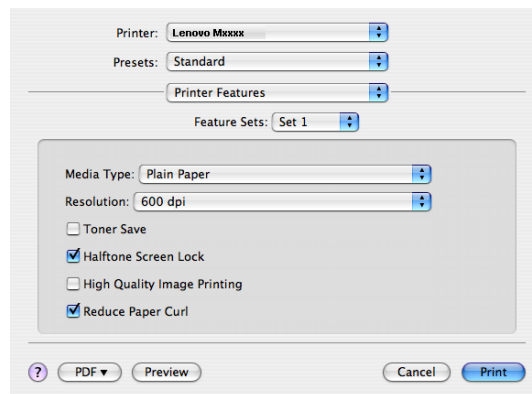 Printer: Lenovo Mxxxx
Presets: Standard
Printer Features
Feature Sets: Set 1
Media Type: Plain Paper
Resolution: 600 dpi
Toner Save
Halftone Screen Lock
High Quality Image Printing
Reduce Paper Curl
? PDF ▼ Preview Cancel Print